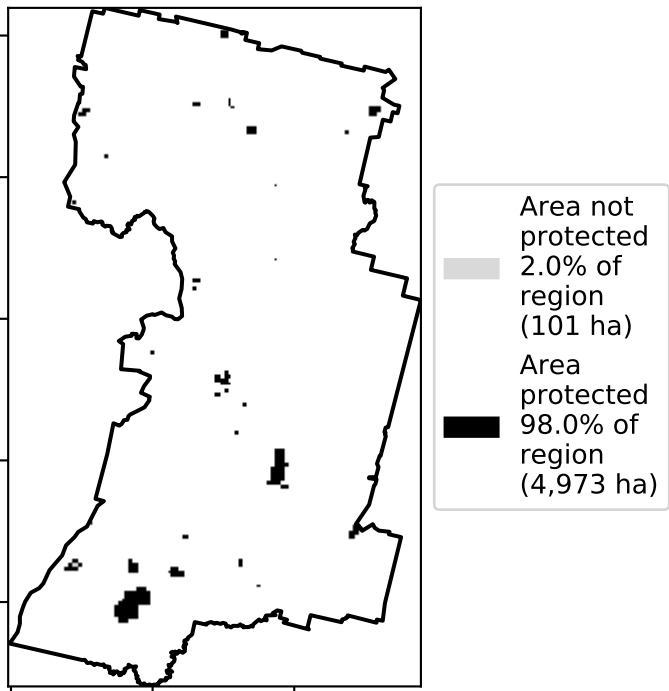 Area not
protected
2.0% of
region
(101 ha)
Area
protected
98.0% of
region
(4,973 ha)